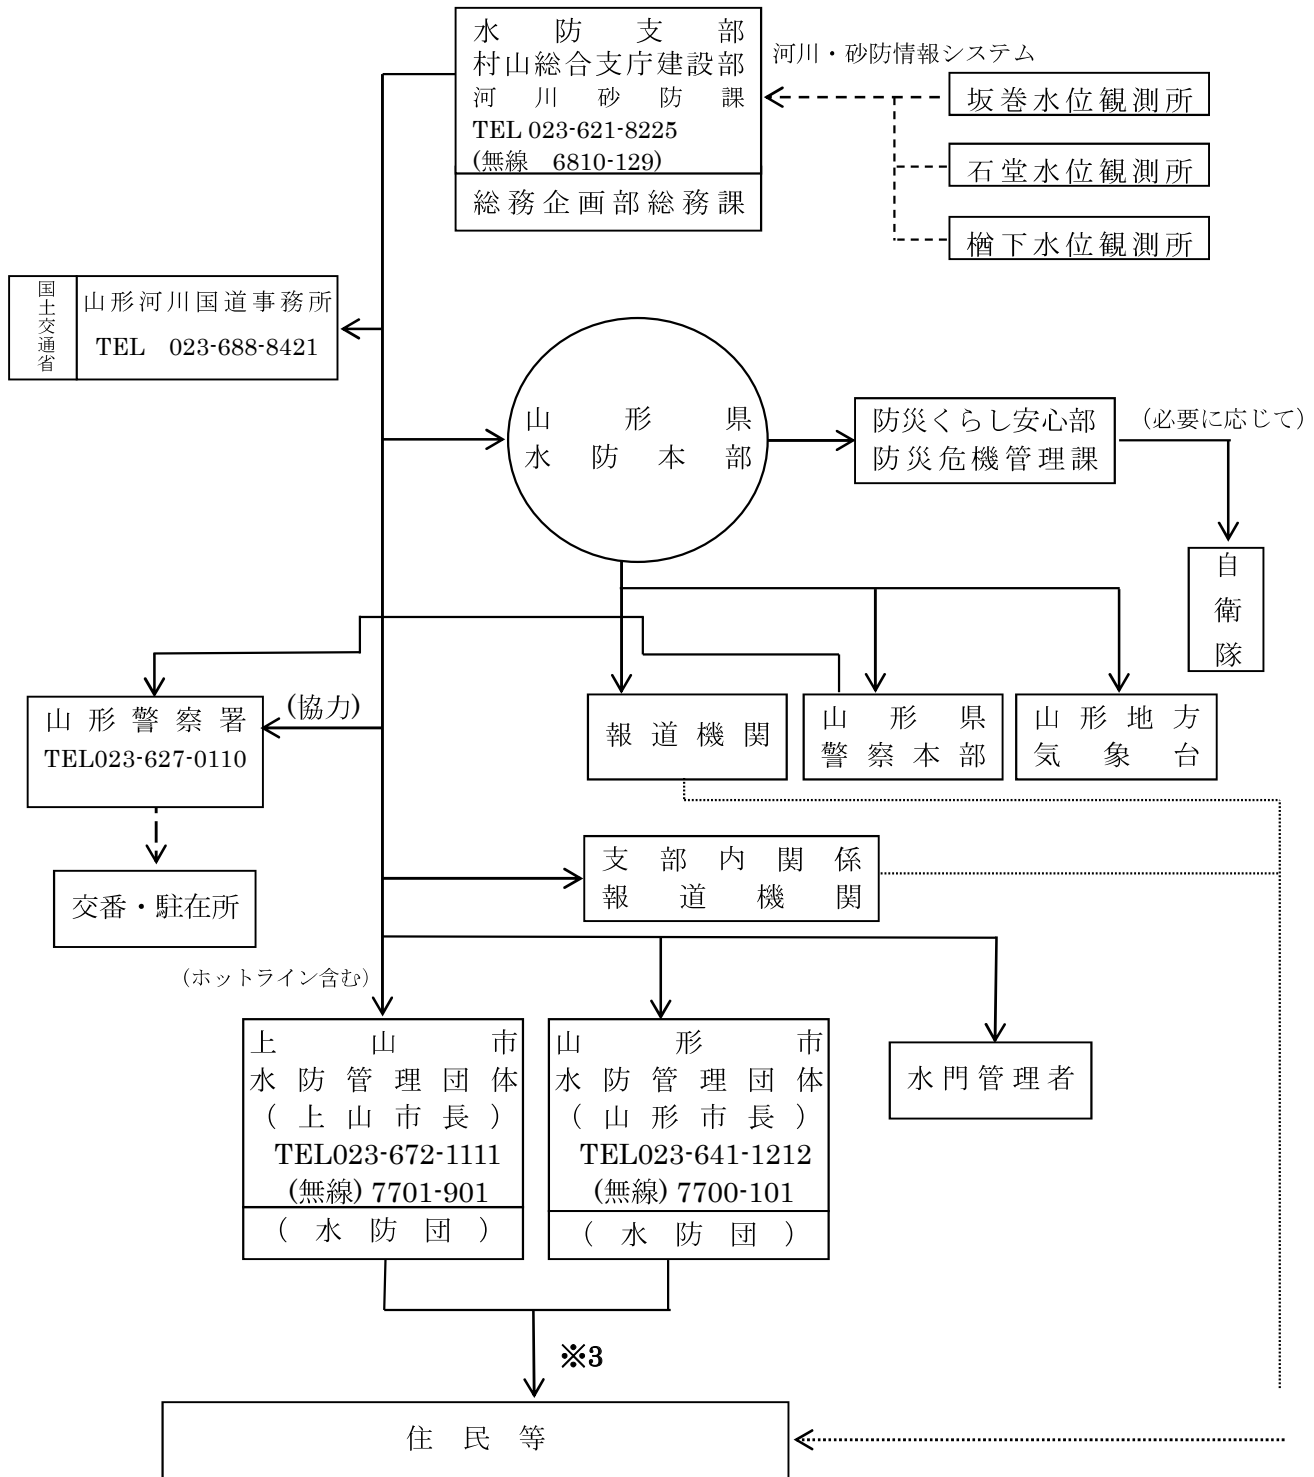 水防支部
村山総合支庁建設部
河川砂防課
TEL 023-621-8225
(無線　6810-129)
総務企画部総務課
河川・砂防情報システム
坂巻水位観測所
石堂水位観測所
楢下水位観測所
国土交通省
山形河川国道事務所
TEL　023-688-8421
山形県
水防本部
防災くらし安心部
防災危機管理課
（必要に応じて）
自衛隊
山形警察署
TEL023-627-0110
(協力)
報道機関
山形県
警察本部
山形地方
気象台
交番・駐在所
支部内関係
報道機関
（ホットライン含む）
上山市
水防管理団体
（上山市長）
TEL023-672-1111
(無線) 7701-901
（水防団）
山形市
水防管理団体
（山形市長）
TEL023-641-1212
(無線) 7700-101
（水防団）
水門管理者
※3
住民等